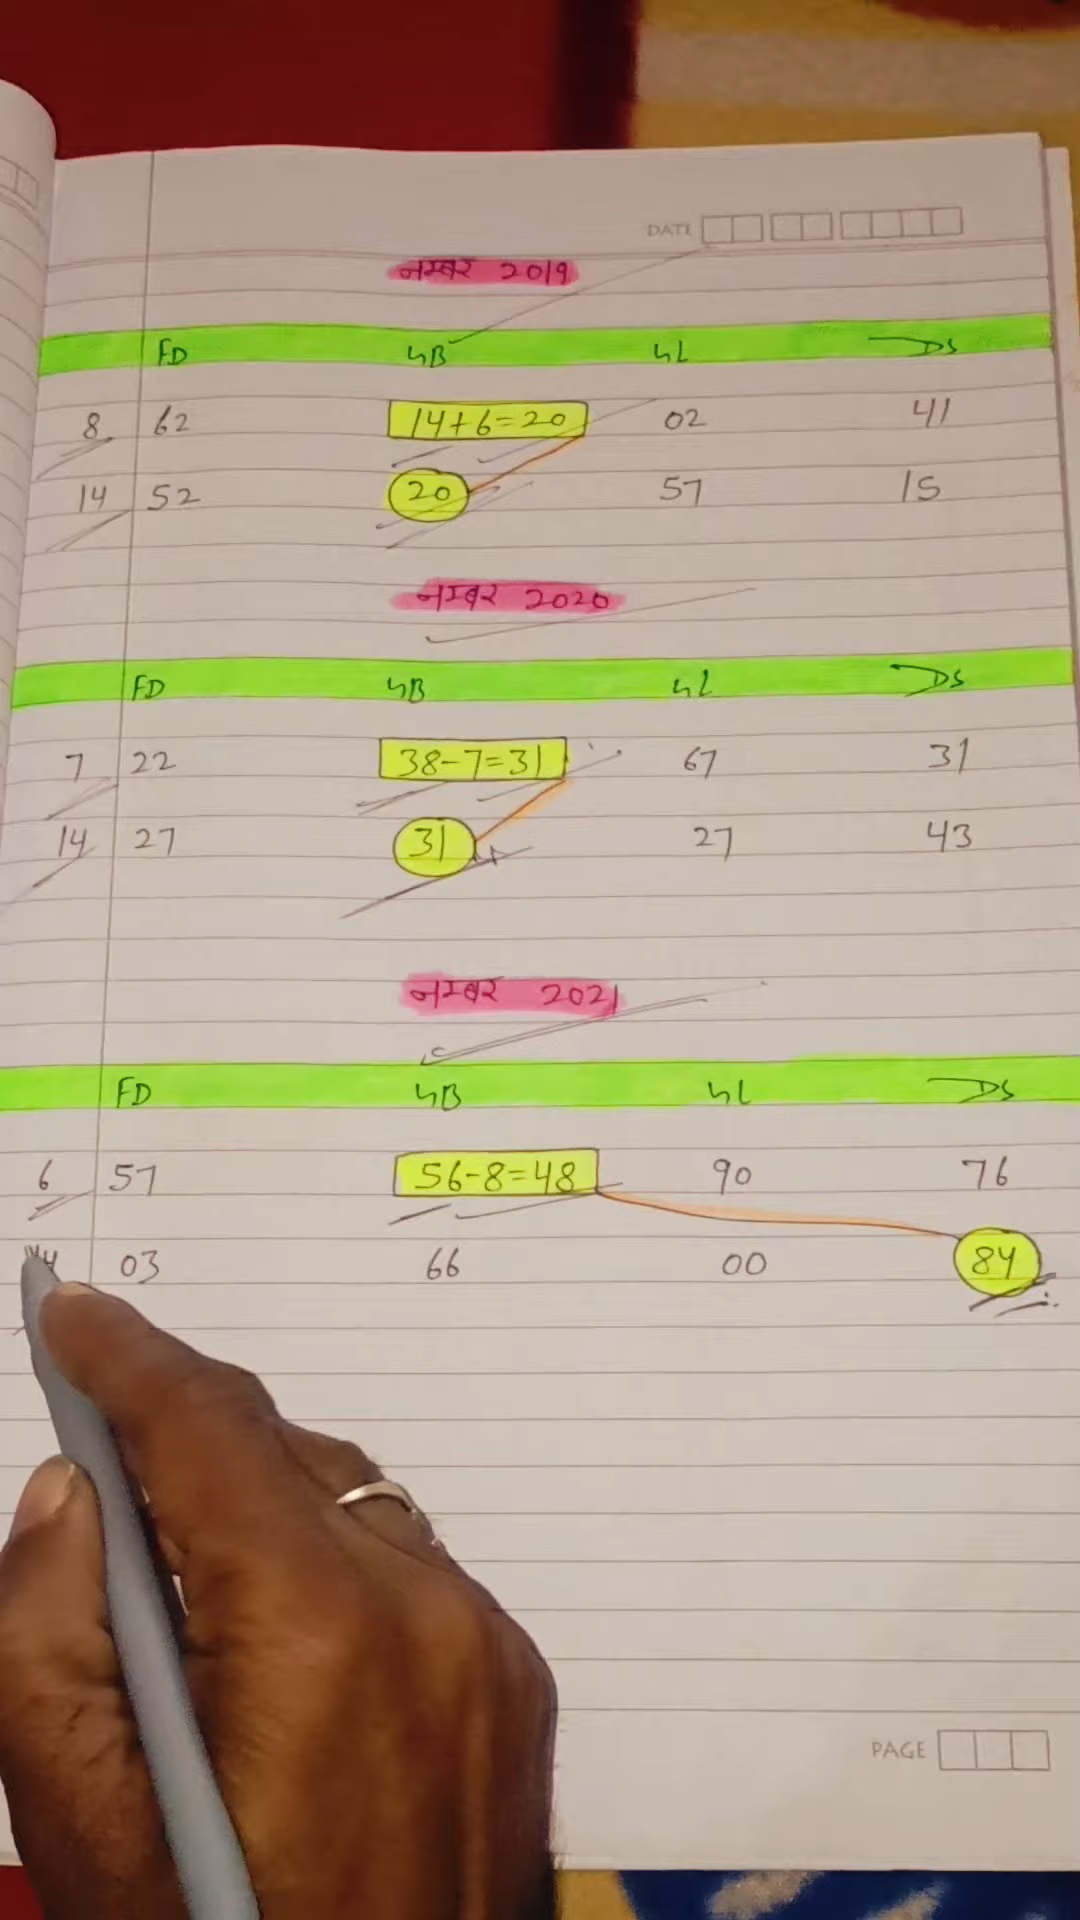 DATE
नम्बर 2019
FD GB GL DS
8 62 14+6=20 02 41
14 52 20 57 15
नम्बर 2020
FD GB GL DS
7 22 38-7=31 67 31
14 27 31 27 43
नम्बर 2021
FD GB GL DS
6 57 56-8=48 90 76
03 66 00 84
PAGE